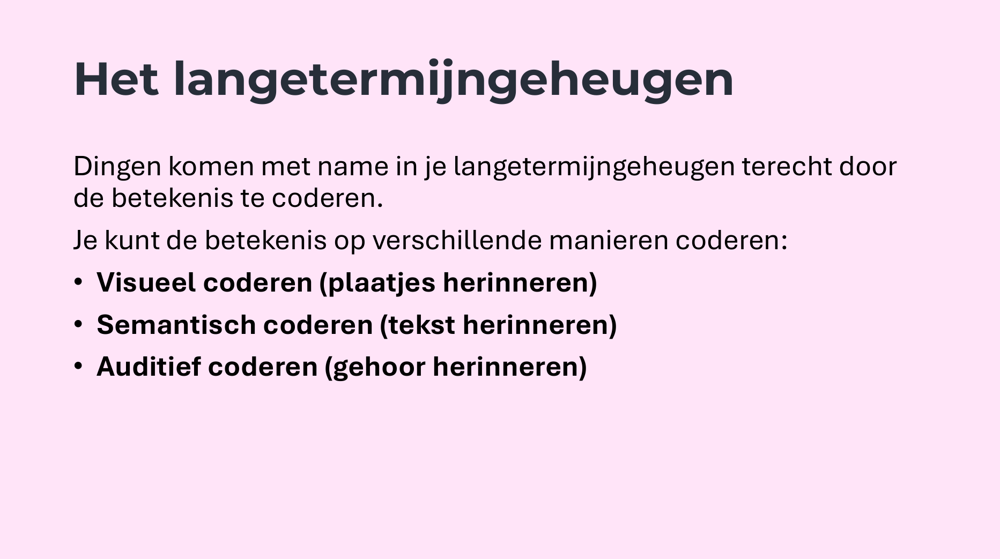 Het langetermijngeheugen
Dingen komen met name in je langetermijngeheugen terecht door
de betekenis te coderen.
Je kunt de betekenis op verschillende manieren coderen:
• Visueel coderen (plaatjes herinneren)
• Semantisch coderen (tekst herinneren)
• Auditief coderen (gehoor herinneren)